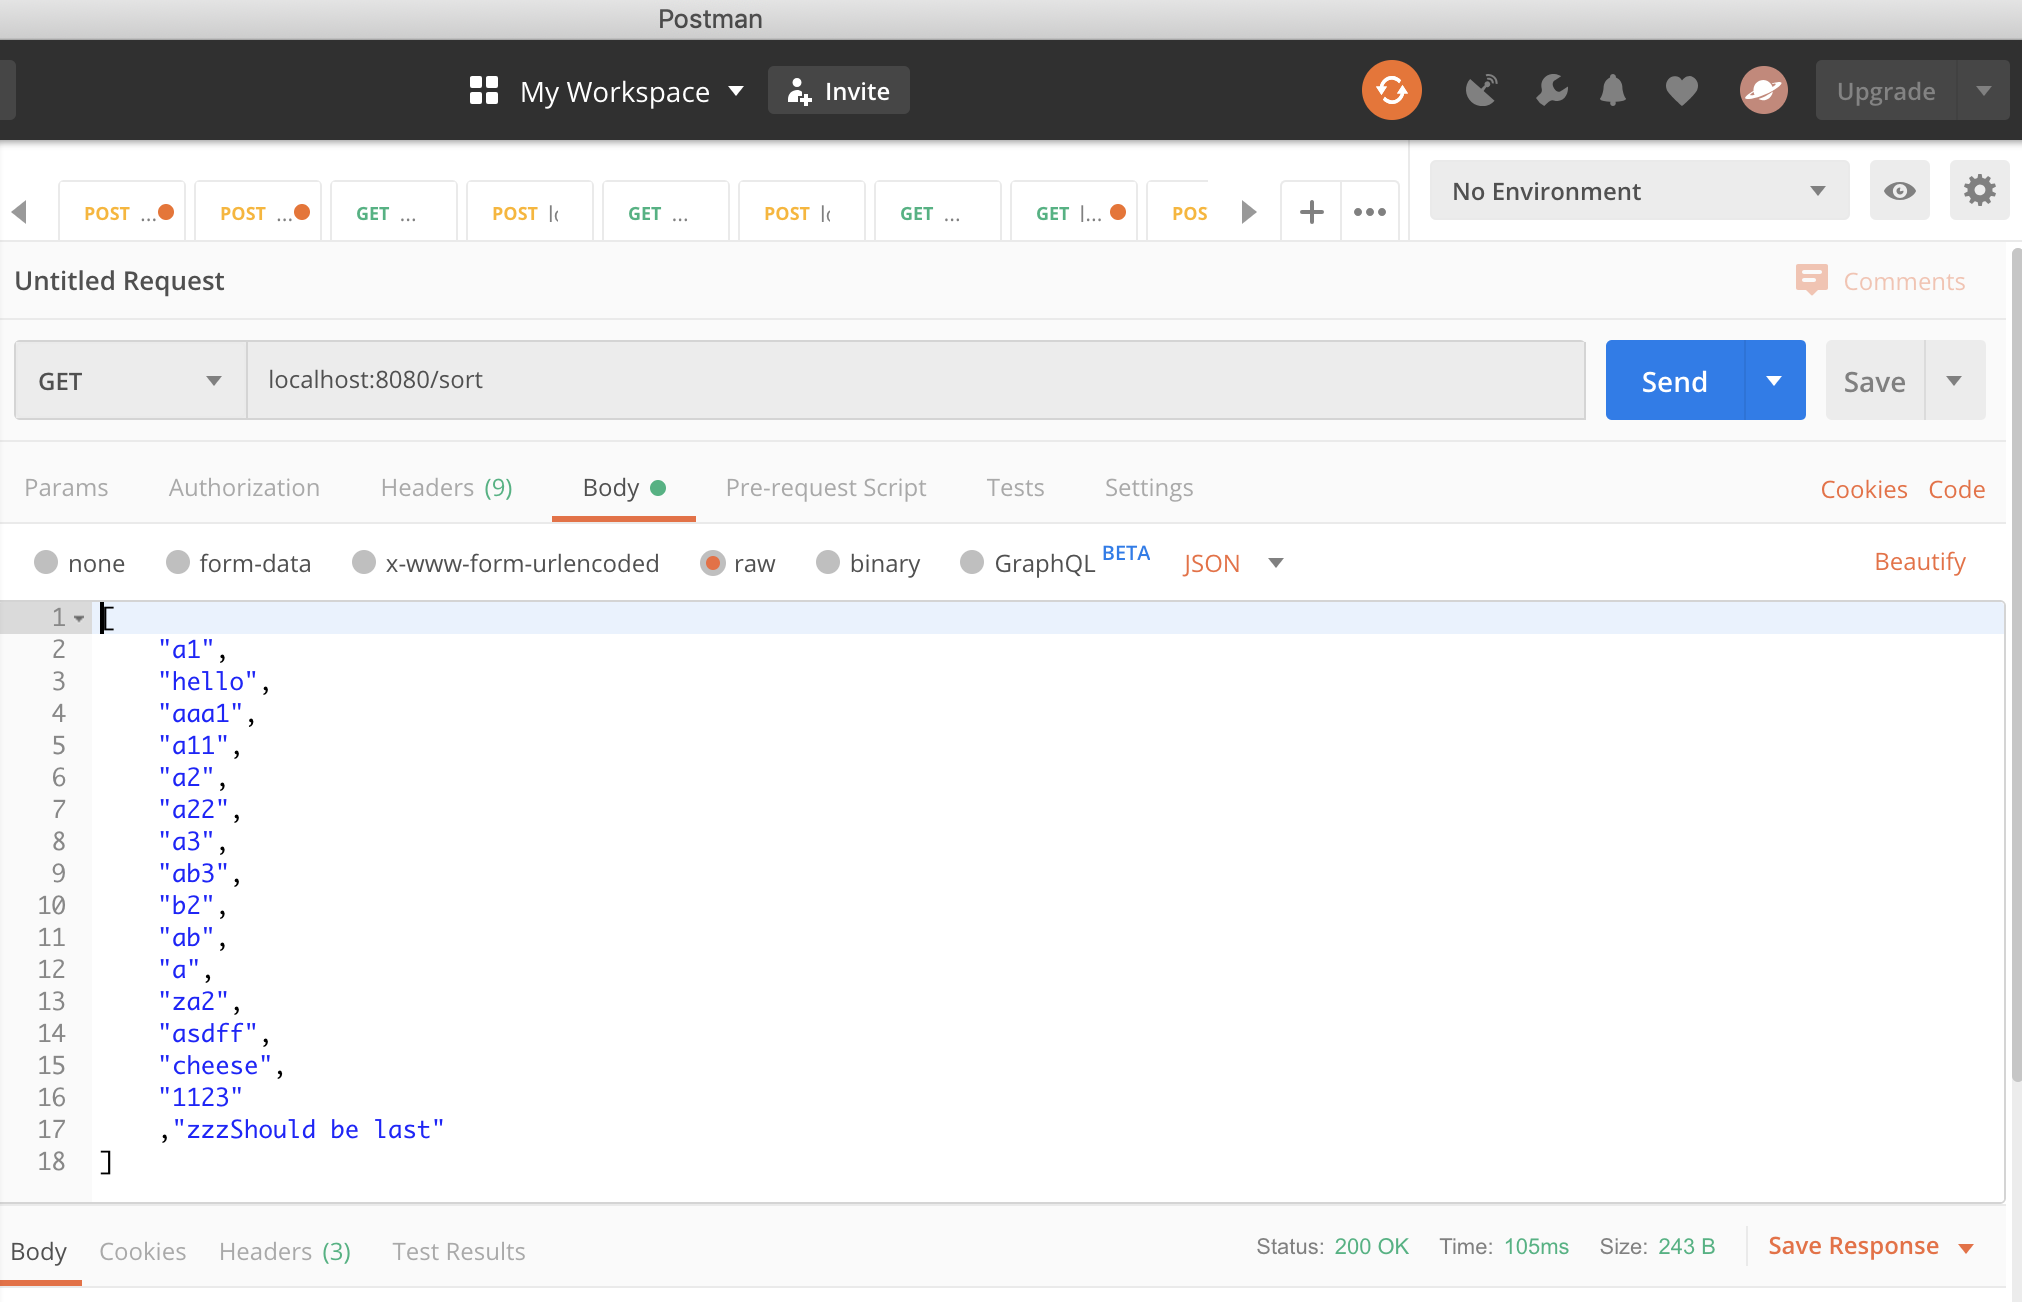 Postman
My Workspace Invite Upgrade
POST ... POST ... GET ... POST GET ... POST GET ... GET ... POS No Environment
Untitled Request Comments
GET localhost:8080/sort Send Save
Params Authorization Headers (9) Body Pre-request Script Tests Settings Cookies Code
none form-data x-www-form-urlencoded raw binary GraphQL BETA JSON Beautify
1 [
2 "a1",
3 "hello",
4 "aaa1",
5 "a11",
6 "a2",
7 "a22",
8 "a3",
9 "ab3",
10 "b2",
11 "ab",
12 "a",
13 "za2",
14 "asdff",
15 "cheese",
16 "1123"
17 ,"zzzShould be last"
18 ]
Body Cookies Headers (3) Test Results Status: 200 OK Time: 105ms Size: 243 B Save Response